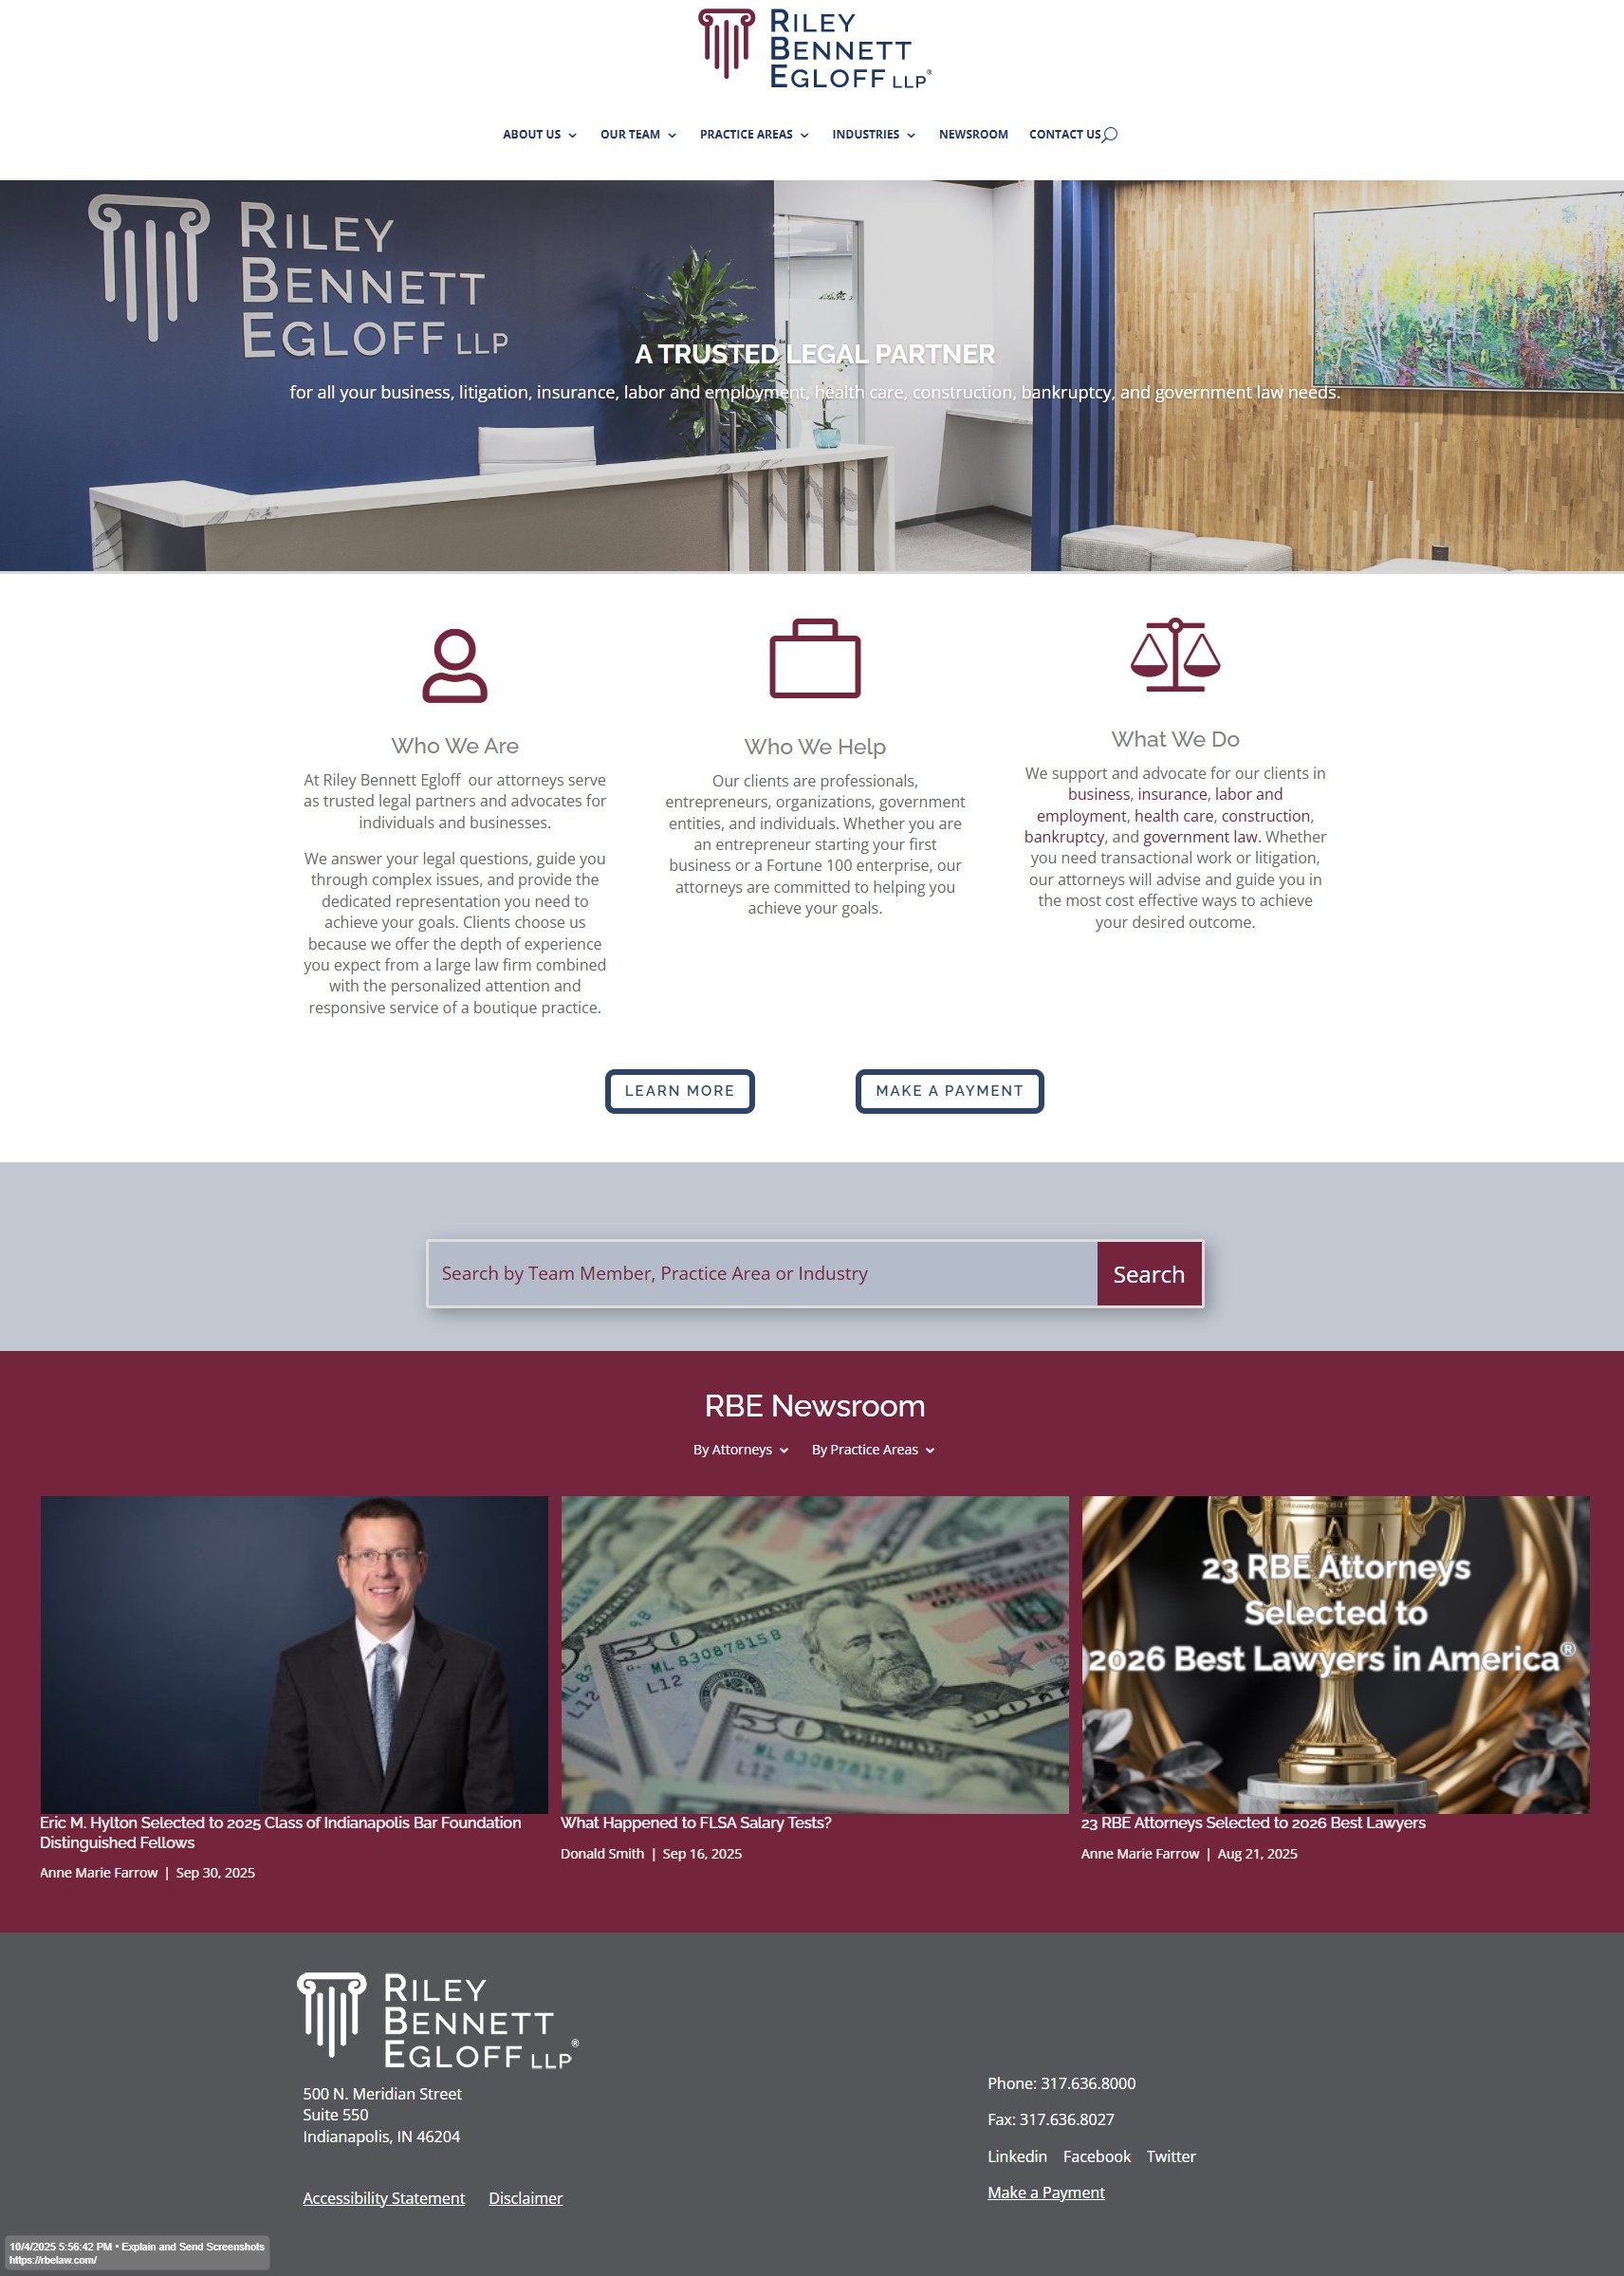 RILEY
BENNETT
EGLOFF LLP®
ABOUT US
OUR TEAM
PRACTICE AREAS
INDUSTRIES
NEWSROOM
CONTACT US
RILEY
BENNETT
EGLOFF LLP
A TRUSTED LEGAL PARTNER
for all your business, litigation, insurance, labor and employment, health care, construction, bankruptcy, and government law needs.
Who We Are
At Riley Bennett Egloff our attorneys serve
as trusted legal partners and advocates for
individuals and businesses.
We answer your legal questions, guide you
through complex issues, and provide the
dedicated representation you need to
achieve your goals. Clients choose us
because we offer the depth of experience
you expect from a large law firm combined
with the personalized attention and
responsive service of a boutique practice.
Who We Help
Our clients are professionals,
entrepreneurs, organizations, government
entities, and individuals. Whether you are
an entrepreneur starting your first
business or a Fortune 100 enterprise, our
attorneys are committed to helping you
achieve your goals.
What We Do
We support and advocate for our clients in
business, insurance, labor and
employment, health care, construction,
bankruptcy, and government law. Whether
you need transactional work or litigation,
our attorneys will advise and guide you in
the most cost effective ways to achieve
your desired outcome.
LEARN MORE
MAKE A PAYMENT
Search by Team Member, Practice Area or Industry
Search
RBE Newsroom
By Attorneys
By Practice Areas
50
ML 83087815B
L12
50
ML 83087817B
L12
23 RBE Attorneys
Selected to
2026 Best Lawyers in America®
Eric M. Hylton Selected to 2025 Class of Indianapolis Bar Foundation
Distinguished Fellows
Anne Marie Farrow | Sep 30, 2025
What Happened to FLSA Salary Tests?
Donald Smith | Sep 16, 2025
23 RBE Attorneys Selected to 2026 Best Lawyers
Anne Marie Farrow | Aug 21, 2025
RILEY
BENNETT
EGLOFF LLP®
500 N. Meridian Street
Suite 550
Indianapolis, IN 46204
Accessibility Statement
Disclaimer
Phone: 317.636.8000
Fax: 317.636.8027
Linkedin
Facebook
Twitter
Make a Payment
10/4/2025 5:56:42 PM • Explain and Send Screenshots
https://rbelaw.com/